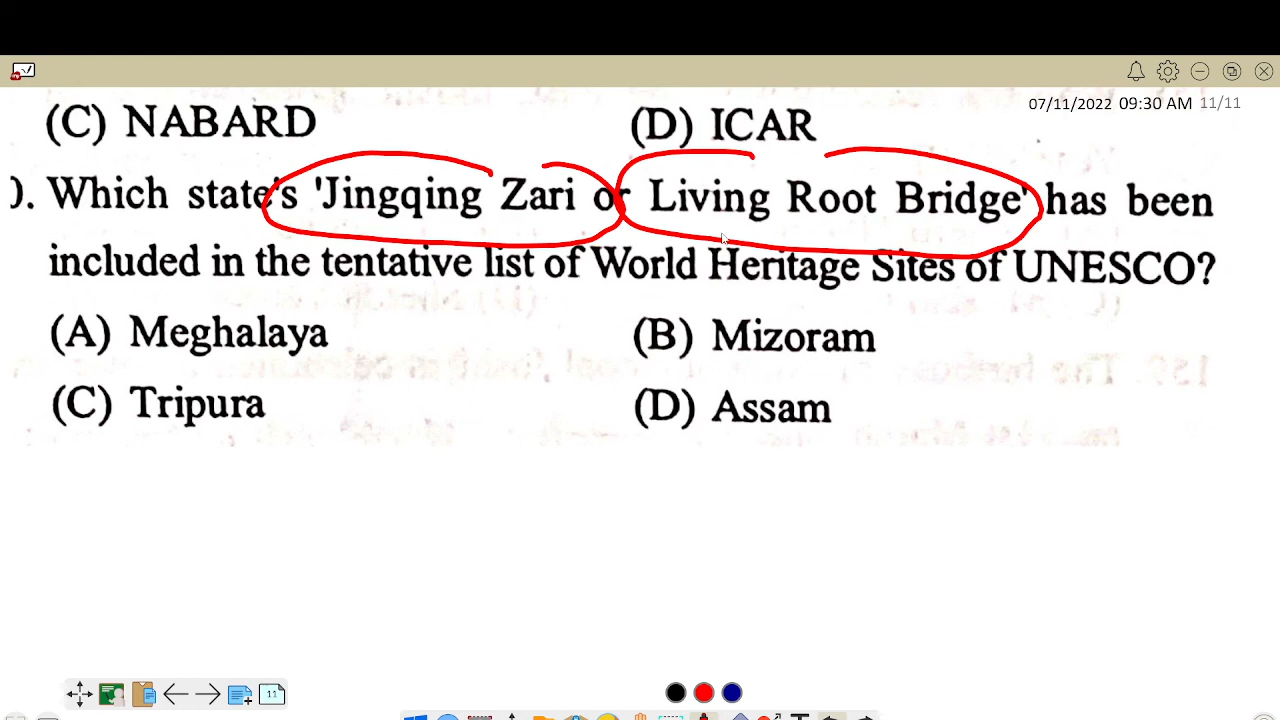 07/11/2022 09:30 AM 11/11
(C) NABARD (D) ICAR
). Which state's 'Jingqing Zari or Living Root Bridge' has been
included in the tentative list of World Heritage Sites of UNESCO?
(A) Meghalaya (B) Mizoram
(C) Tripura (D) Assam
11